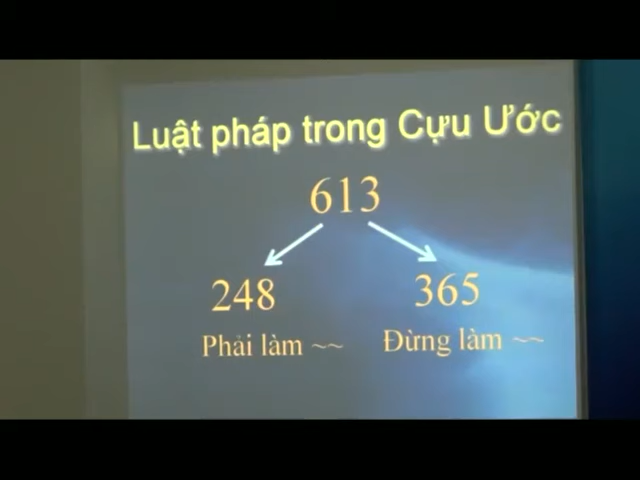 Luật pháp trong Cựu Ước
613
248 365
Phải làm ~~ Đừng làm ~~